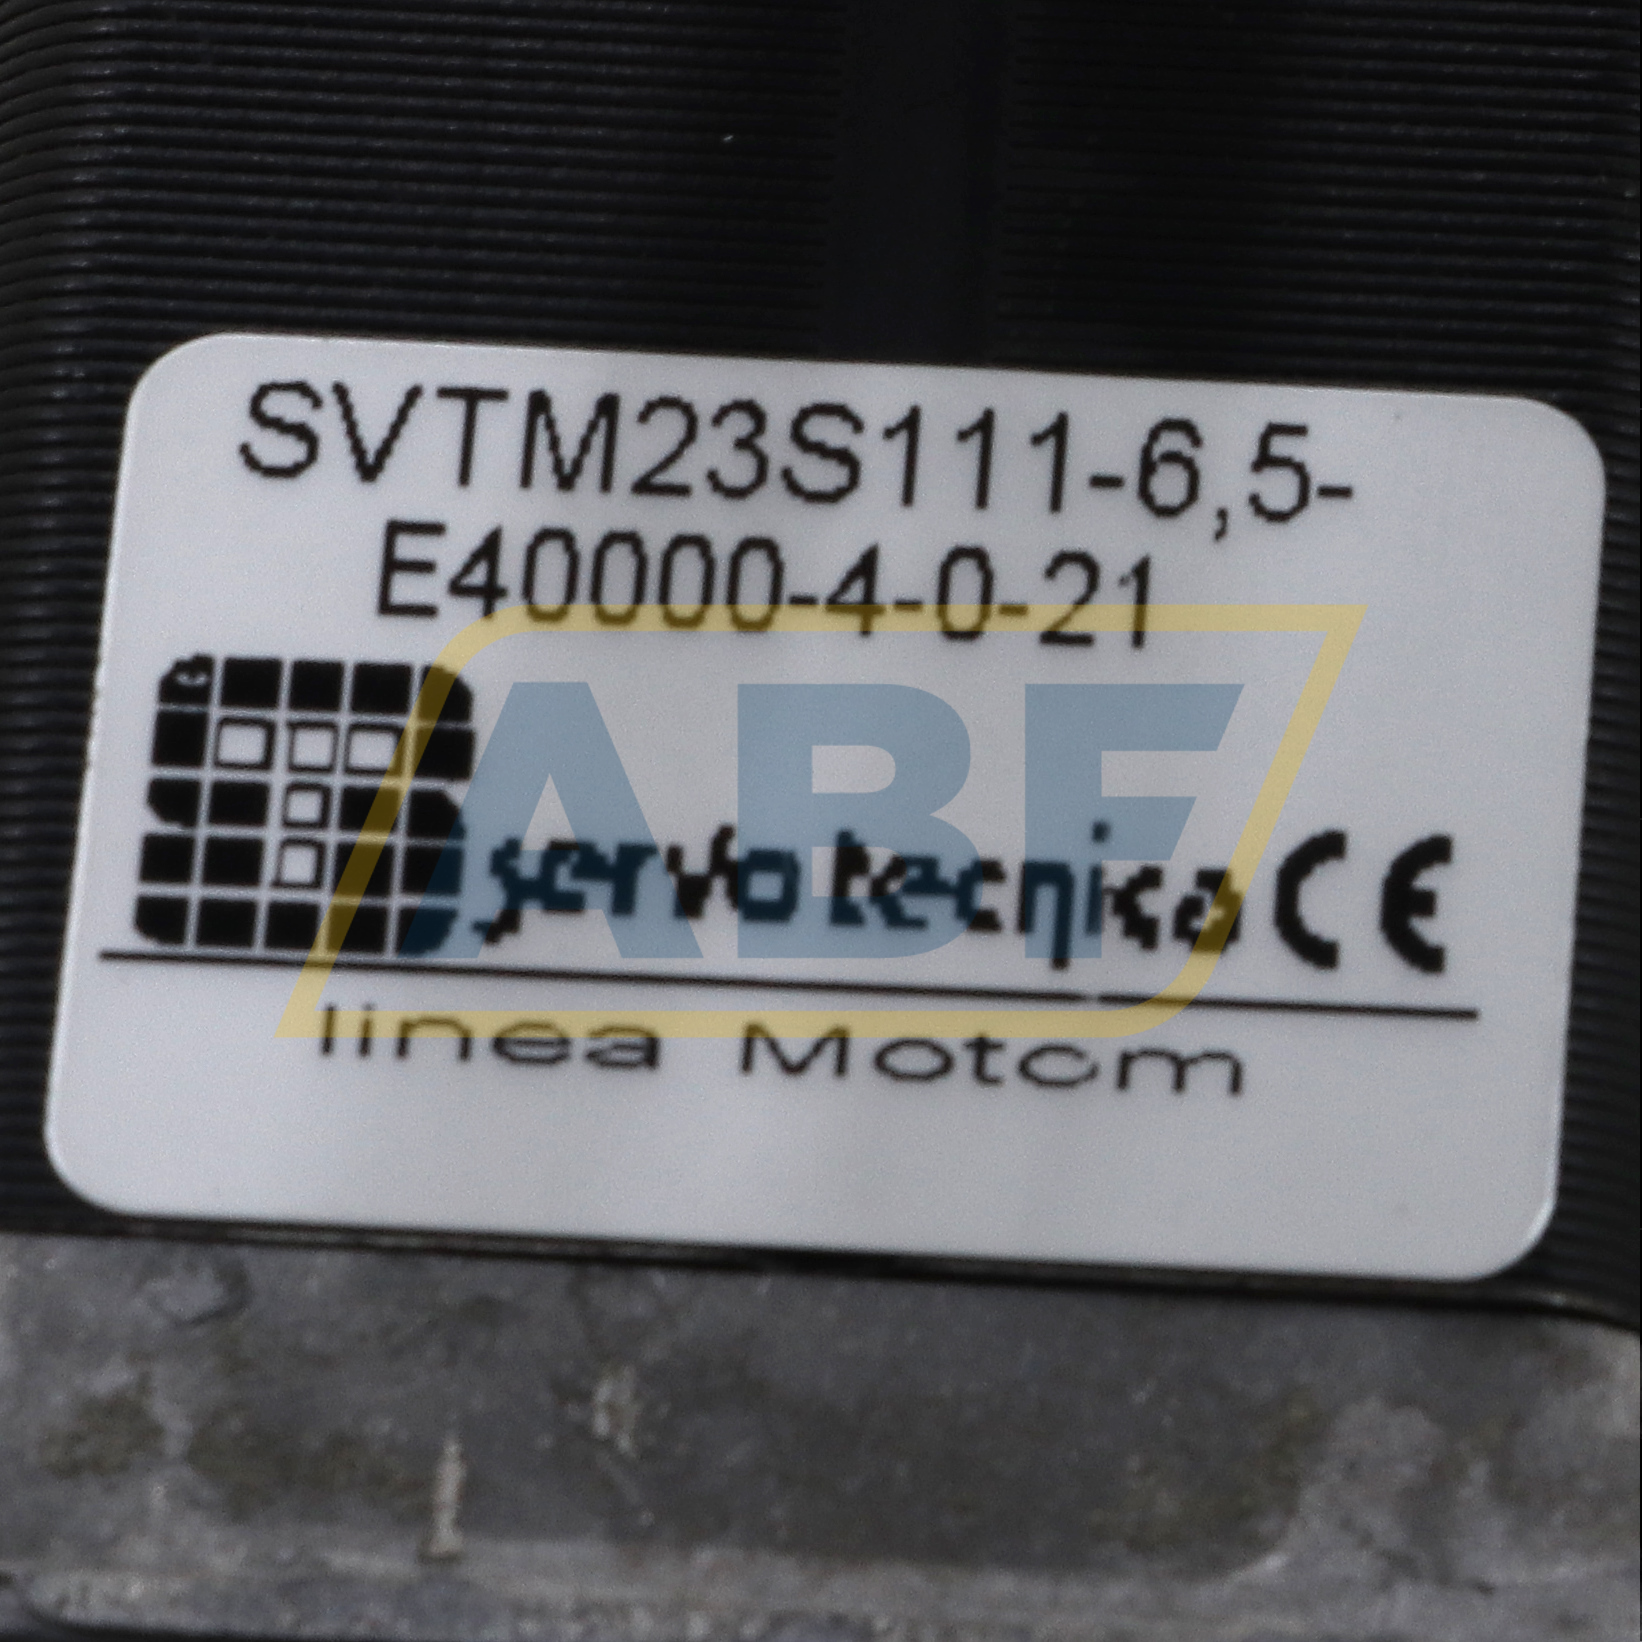 SVTM23S111-6,5-
E40000-4-0-21
servotecnica CE
linea Motom
ABF